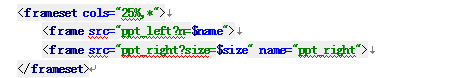 <frameset cols="25%,*">↓
<frame src="ppt_left?n=$name">↓
<frame src="ppt_right?size=$size" name="ppt_right">↓
</frameset>↵